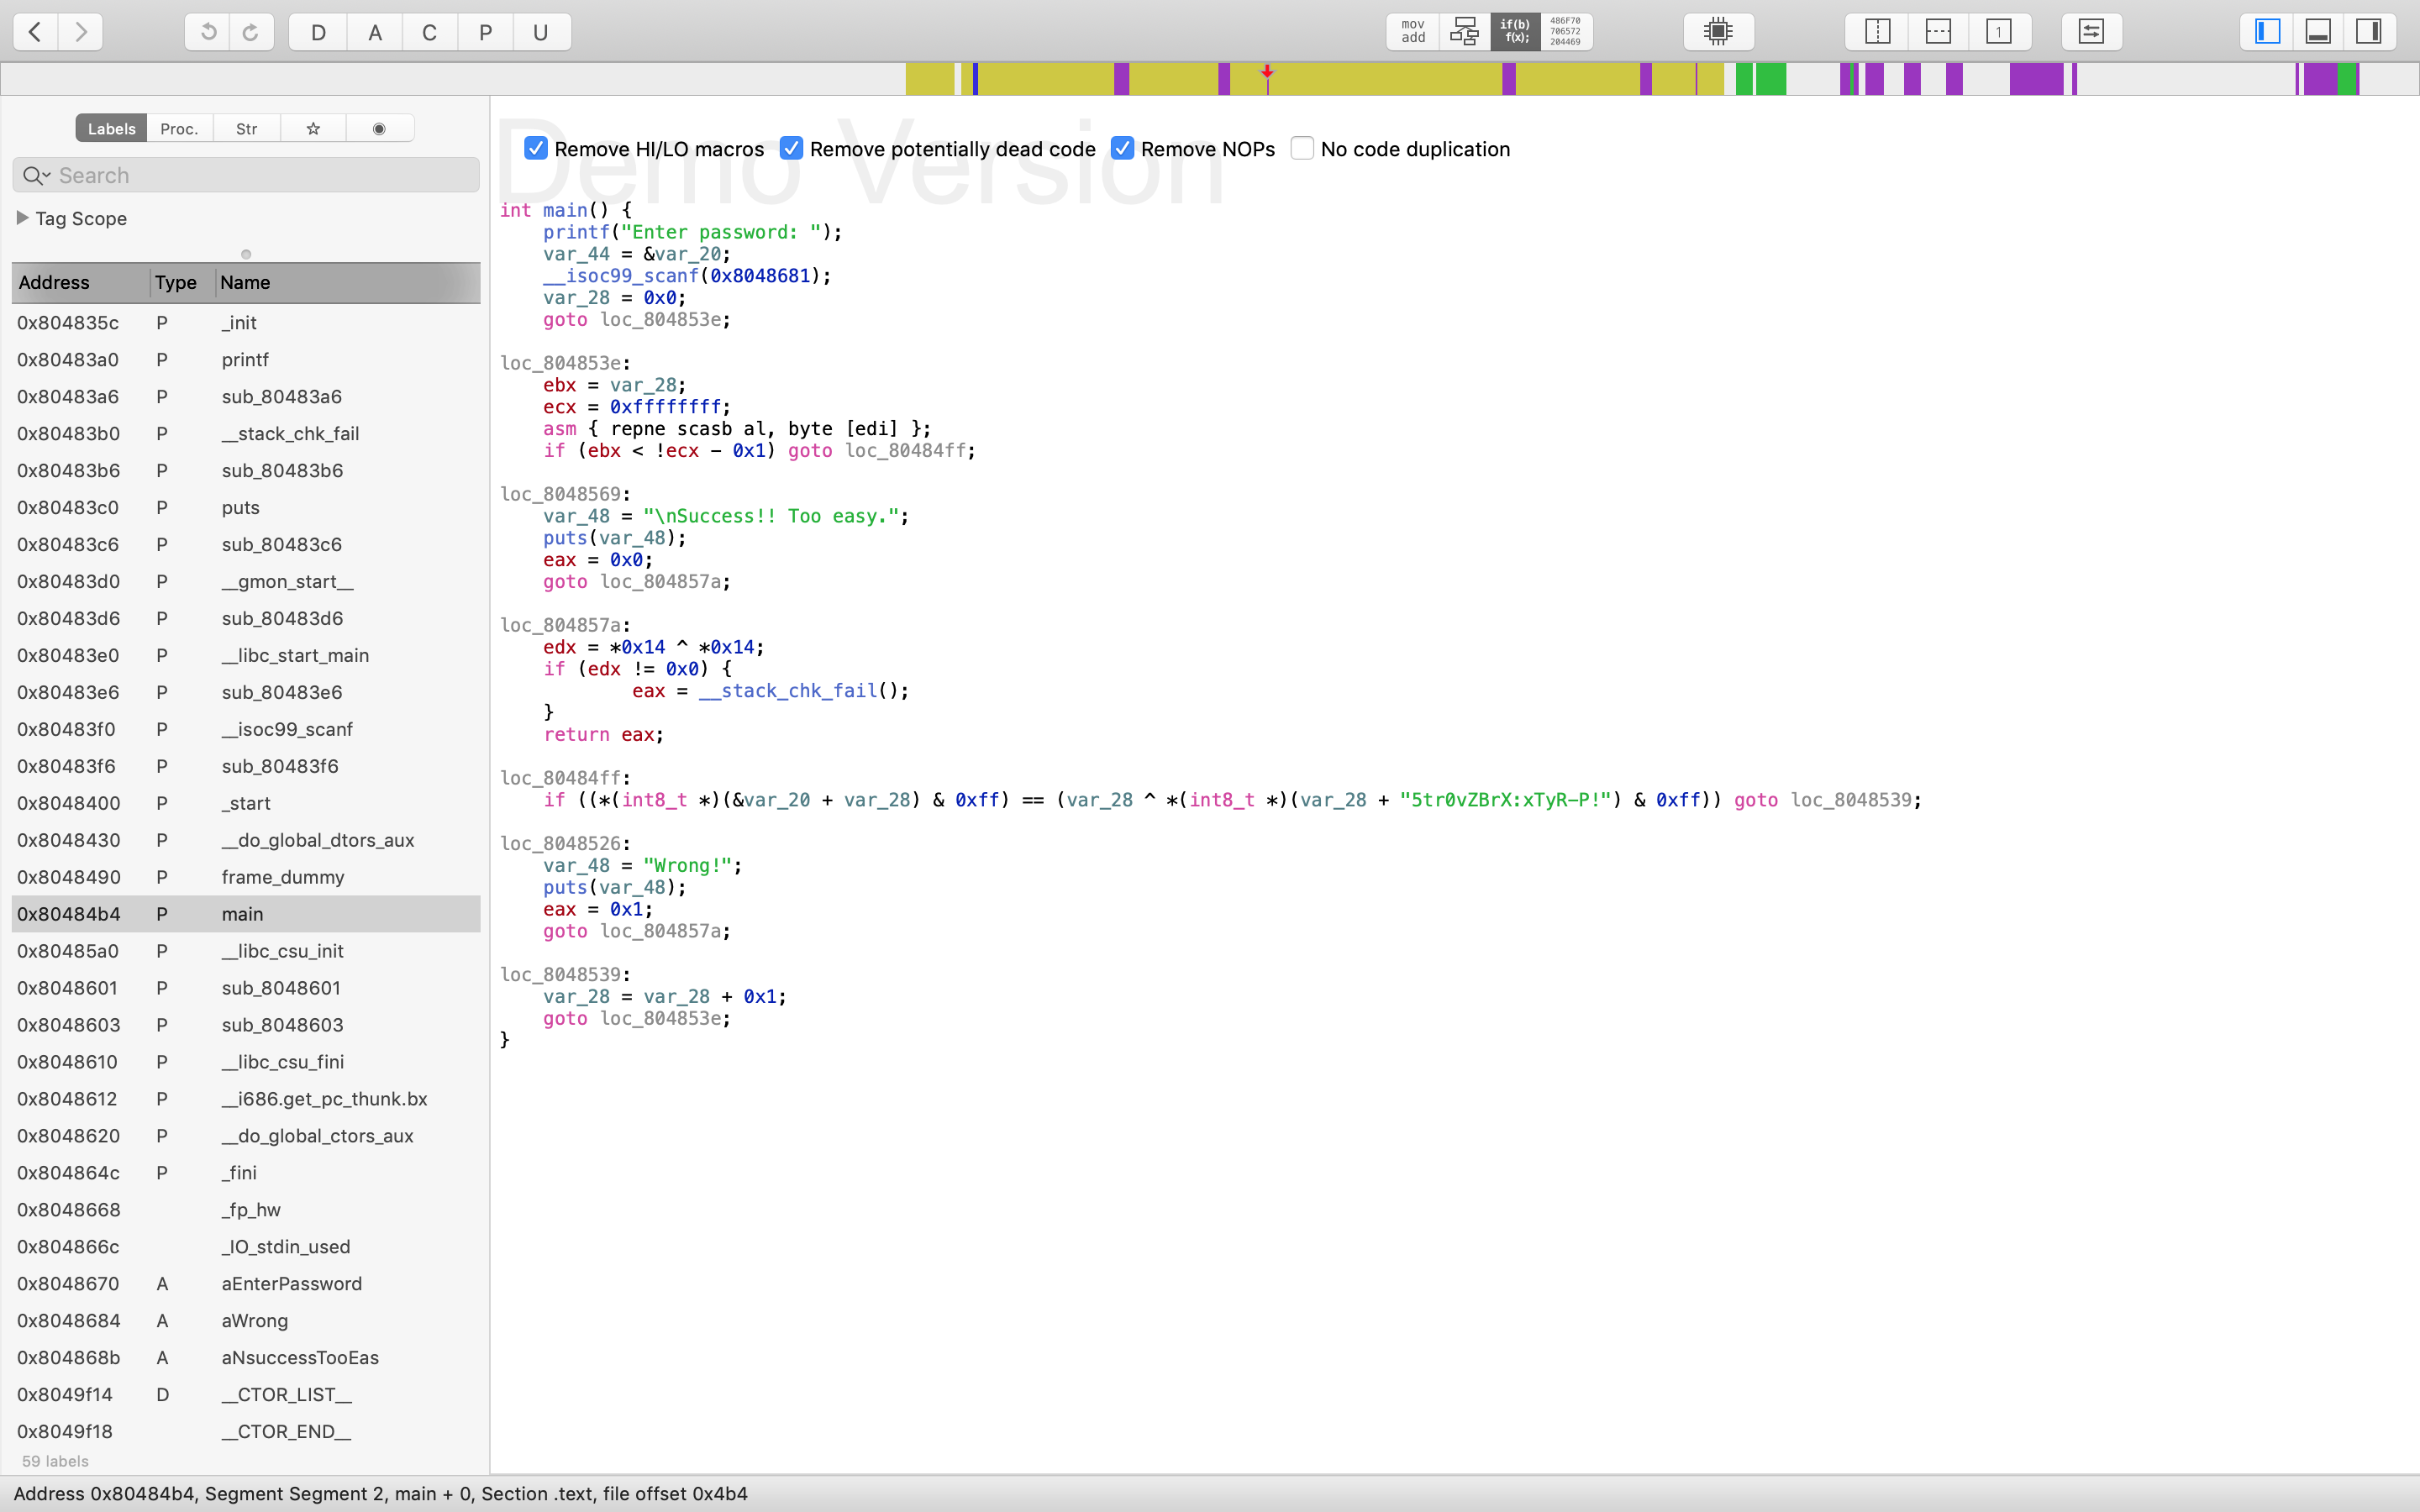 D A C P U
mov add
if(b) f(x);
486F70 706572 204469
1
Labels Proc. Str
Search
Tag Scope
Address Type Name
0x804835c P _init
0x80483a0 P printf
0x80483a6 P sub_80483a6
0x80483b0 P __stack_chk_fail
0x80483b6 P sub_80483b6
0x80483c0 P puts
0x80483c6 P sub_80483c6
0x80483d0 P __gmon_start__
0x80483d6 P sub_80483d6
0x80483e0 P __libc_start_main
0x80483e6 P sub_80483e6
0x80483f0 P __isoc99_scanf
0x80483f6 P sub_80483f6
0x8048400 P _start
0x8048430 P __do_global_dtors_aux
0x8048490 P frame_dummy
0x80484b4 P main
0x80485a0 P __libc_csu_init
0x8048601 P sub_8048601
0x8048603 P sub_8048603
0x8048610 P __libc_csu_fini
0x8048612 P __i686.get_pc_thunk.bx
0x8048620 P __do_global_ctors_aux
0x804864c P _fini
0x8048668 _fp_hw
0x804866c _IO_stdin_used
0x8048670 A aEnterPassword
0x8048684 A aWrong
0x804868b A aNsuccessTooEas
0x8049f14 D __CTOR_LIST__
0x8049f18 __CTOR_END__
59 labels
Demo Version
Remove HI/LO macros Remove potentially dead code Remove NOPs No code duplication
int main() {
    printf("Enter password: ");
    var_44 = &var_20;
    __isoc99_scanf(0x8048681);
    var_28 = 0x0;
    goto loc_804853e;
loc_804853e:
    ebx = var_28;
    ecx = 0xffffffff;
    asm { repne scasb al, byte [edi] };
    if (ebx < !ecx - 0x1) goto loc_80484ff;
loc_8048569:
    var_48 = "\nSuccess!! Too easy.";
    puts(var_48);
    eax = 0x0;
    goto loc_804857a;
loc_804857a:
    edx = *0x14 ^ *0x14;
    if (edx != 0x0) {
            eax = __stack_chk_fail();
    }
    return eax;
loc_80484ff:
    if ((*(int8_t *)(&var_20 + var_28) & 0xff) == (var_28 ^ *(int8_t *)(var_28 + "5tr0vZBrX:xTyR-P!") & 0xff)) goto loc_8048539;
loc_8048526:
    var_48 = "Wrong!";
    puts(var_48);
    eax = 0x1;
    goto loc_804857a;
loc_8048539:
    var_28 = var_28 + 0x1;
    goto loc_804853e;
}
Address 0x80484b4, Segment Segment 2, main + 0, Section .text, file offset 0x4b4